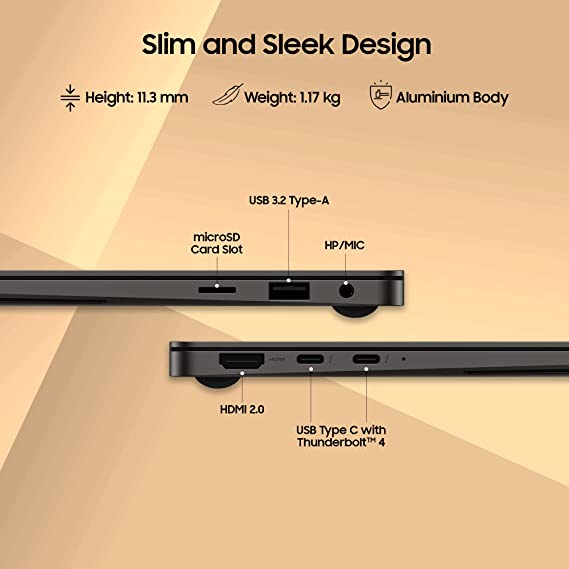 Slim and Sleek Design
Height: 11.3 mm
Weight: 1.17 kg
Aluminium Body
USB 3.2 Type-A
microSD
Card Slot
HP/MIC
HDMI
HDMI 2.0
USB Type C with
Thunderbolt™ 4